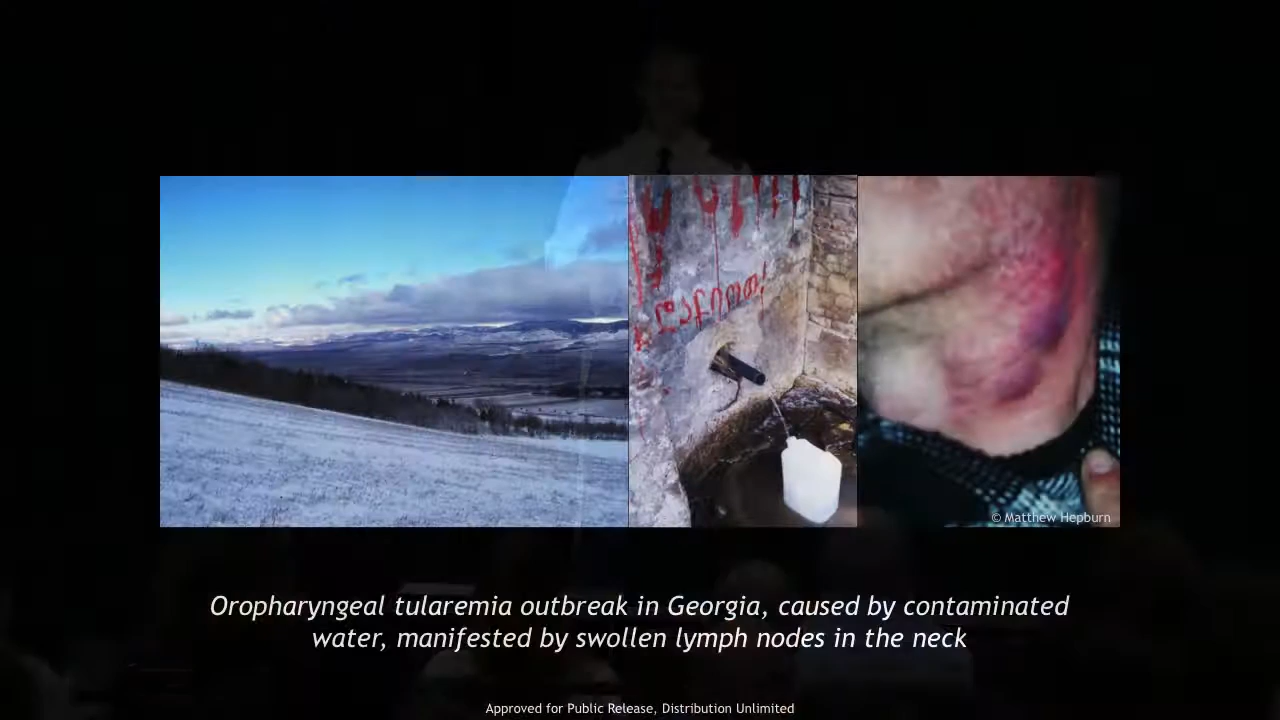 © Matthew Hepburn
Oropharyngeal tularemia outbreak in Georgia, caused by contaminated
water, manifested by swollen lymph nodes in the neck
Approved for Public Release, Distribution Unlimited